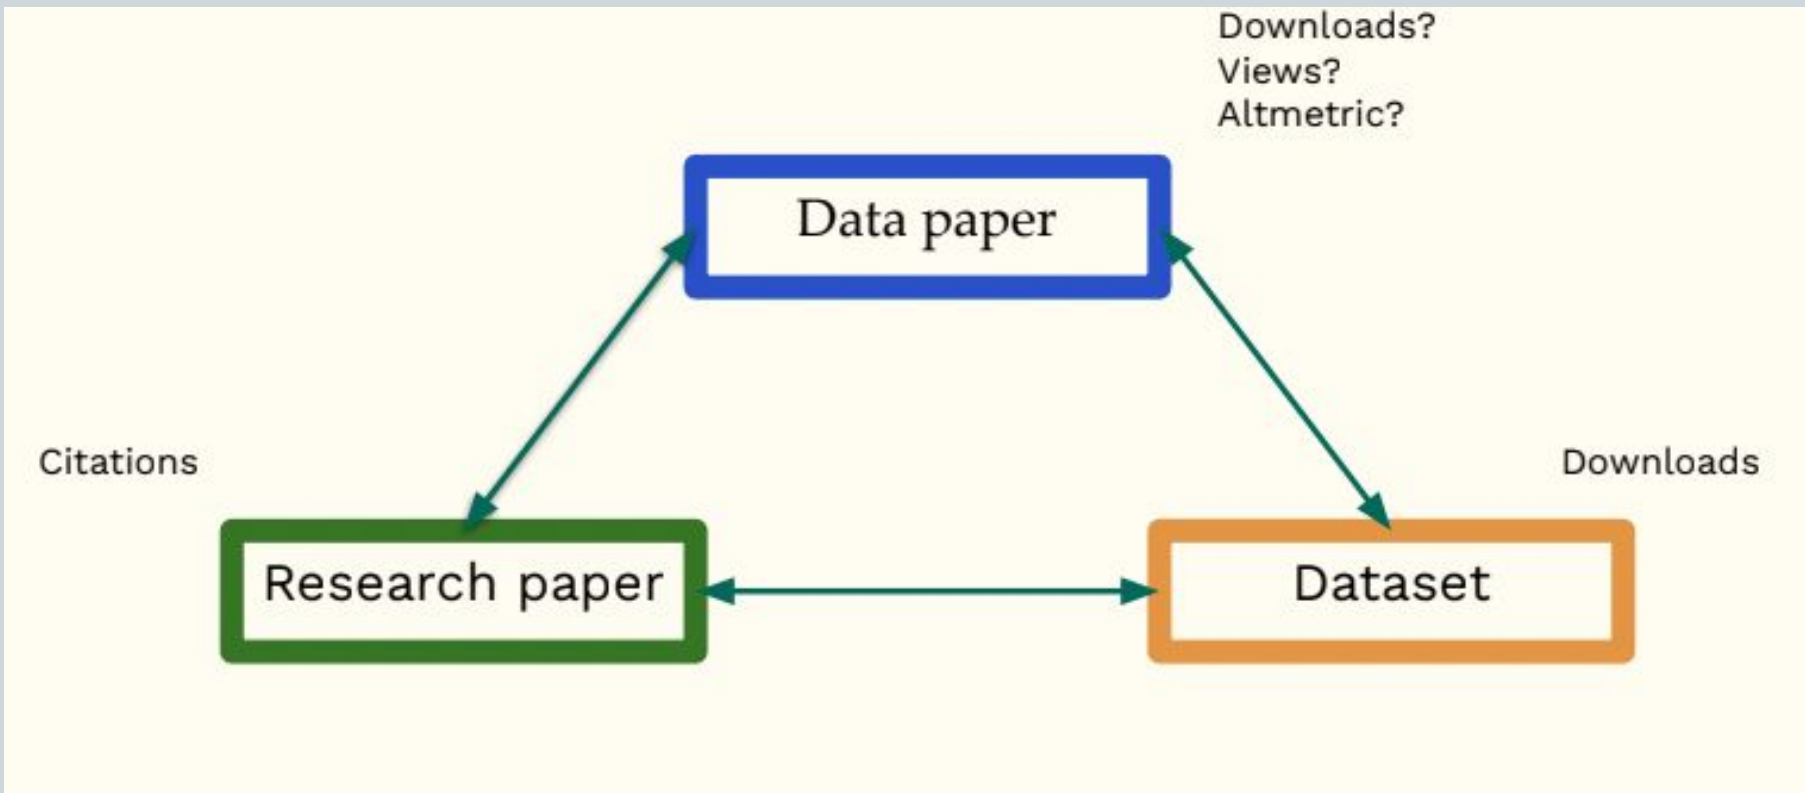 Downloads?
Views?
Altmetric?
Data paper
Citations
Downloads
Research paper
Dataset